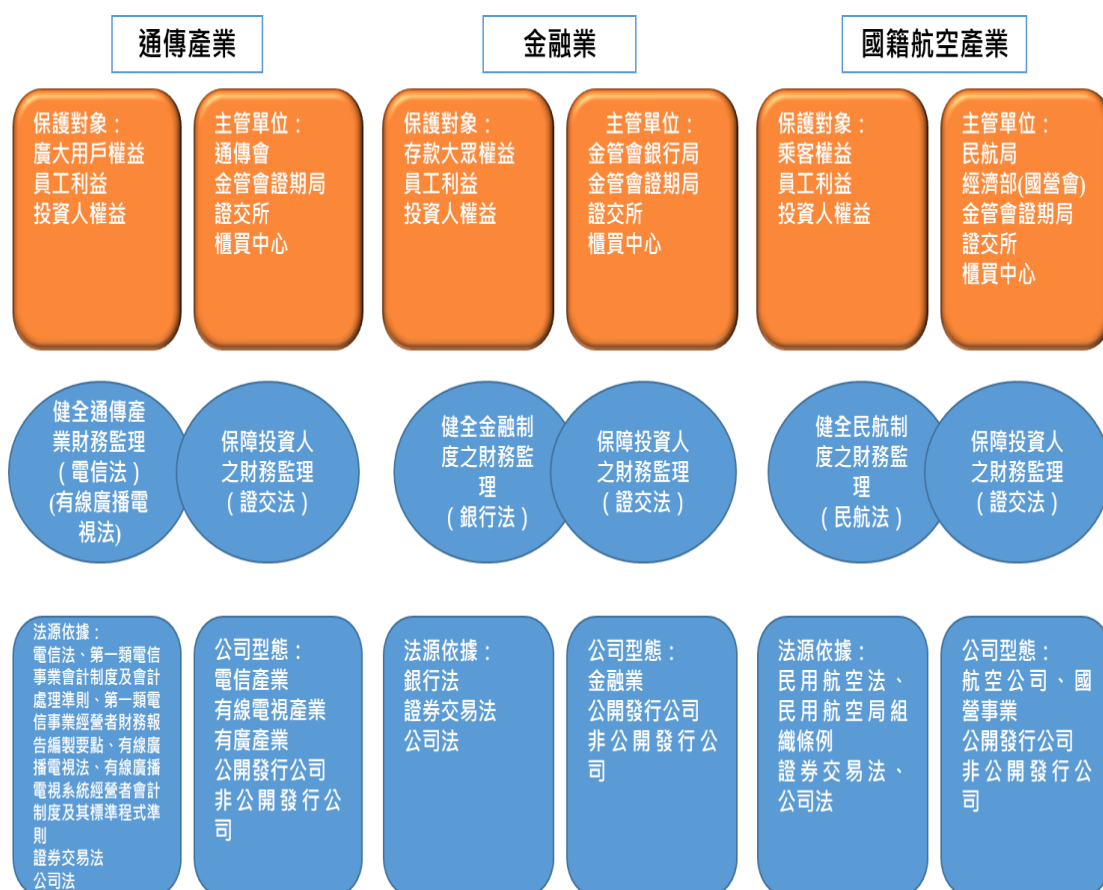 通傳產業
金融業
國籍航空產業
保護對象：
廣大用戶權益
員工利益
投資人權益
主管單位：
通傳會
金管會證期局
證交所
櫃買中心
保護對象：
存款大眾權益
員工利益
投資人權益
主管單位：
金管會銀行局
金管會證期局
證交所
櫃買中心
保護對象：
乘客權益
員工利益
投資人權益
主管單位：
民航局
經濟部(國營會)
金管會證期局
證交所
櫃買中心
健全通傳產
業財務監理
（電信法）
(有線廣播電
視法)
保障投資人
之財務監理
（證交法）
健全金融制
度之財務監
理
（銀行法）
保障投資人
之財務監理
（證交法）
健全民航制
度之財務監
理
（民航法）
保障投資人
之財務監理
（證交法）
法源依據：
電信法、第一類電信
事業會計制度及會計
處理準則、第一類電
信事業經營者財務報
告編製要點、有線廣
播電視法、有線廣播
電視系統經營者會計
制度及其標準程式準
則
證券交易法
公司法
公司型態：
電信產業
有線電視產業
有廣產業
公開發行公司
非公開發行公
司
法源依據：
銀行法
證券交易法
公司法
公司型態：
金融業
公開發行公司
非公開發行公
司
法源依據：
民用航空法、
民用航空局組
織條例
證券交易法、
公司法
公司型態：
航空公司、國
營事業
公開發行公司
非公開發行公
司